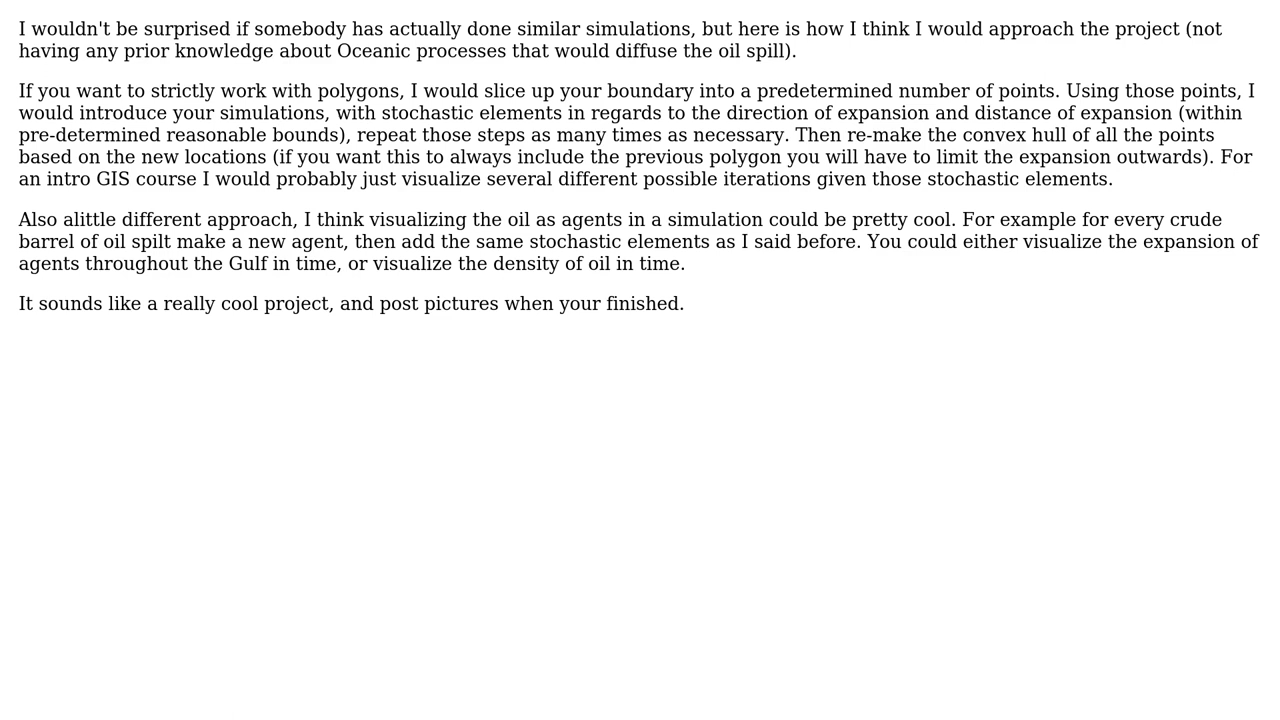 I wouldn't be surprised if somebody has actually done similar simulations, but here is how I think I would approach the project (not
having any prior knowledge about Oceanic processes that would diffuse the oil spill).
If you want to strictly work with polygons, I would slice up your boundary into a predetermined number of points. Using those points, I
would introduce your simulations, with stochastic elements in regards to the direction of expansion and distance of expansion (within
pre-determined reasonable bounds), repeat those steps as many times as necessary. Then re-make the convex hull of all the points
based on the new locations (if you want this to always include the previous polygon you will have to limit the expansion outwards). For
an intro GIS course I would probably just visualize several different possible iterations given those stochastic elements.
Also alittle different approach, I think visualizing the oil as agents in a simulation could be pretty cool. For example for every crude
barrel of oil spilt make a new agent, then add the same stochastic elements as I said before. You could either visualize the expansion of
agents throughout the Gulf in time, or visualize the density of oil in time.
It sounds like a really cool project, and post pictures when your finished.